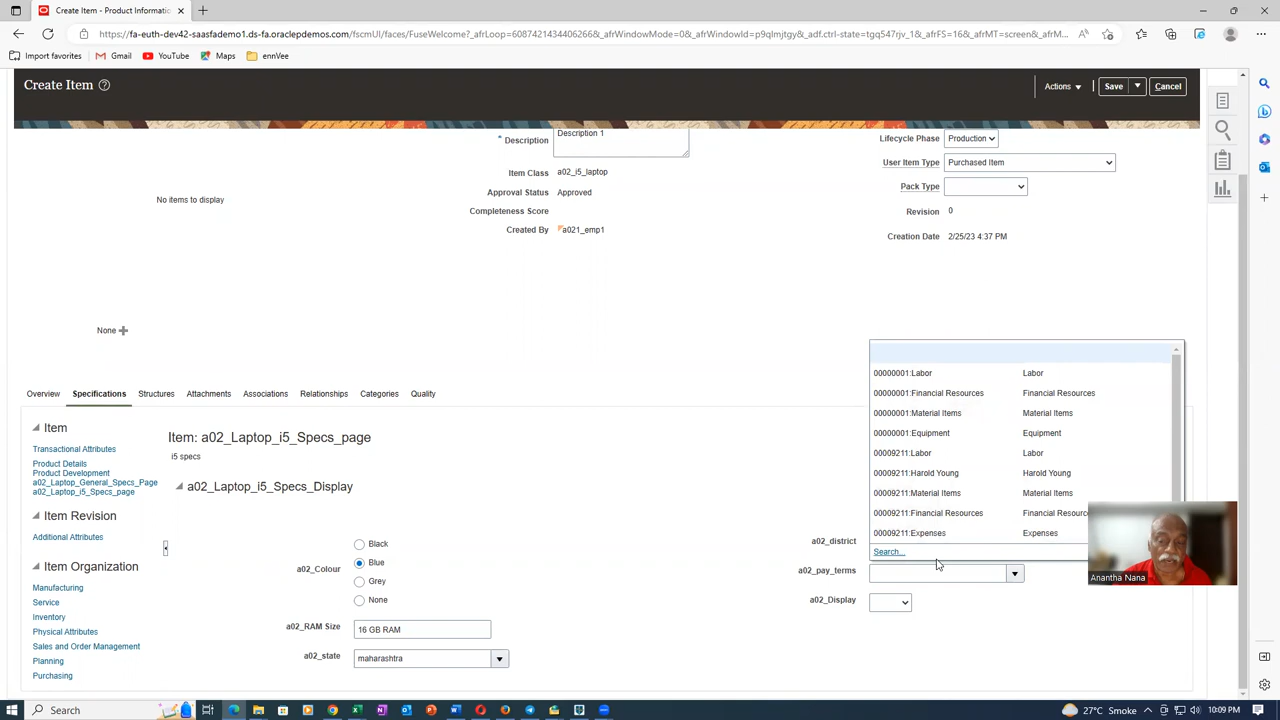 Create Item - Product Informatio
https://fa-euth-dev42-saasfademo1.ds-fa.oraclepdemos.com/fscmUI/faces/FuseWelcome?_afrLoop=6087421434406266&_afrWindowMode=0&_afrWindowId=p9qlmjtgy&_adf.ctrl-state=tgq547rjv_1&_afrFS=16&_afrMT=screen&_afrM...
Import favorites
Gmail
YouTube
Maps
ennVee
Create Item
Actions
Save
Cancel
Description
Description 1
Lifecycle Phase
Production
Item Class
a02_i5_laptop
User Item Type
Purchased Item
Approval Status
Approved
Pack Type
No items to display
Completeness Score
Revision
0
Created By
a021_emp1
Creation Date
2/25/23 4:37 PM
None
Overview
Specifications
Structures
Attachments
Associations
Relationships
Categories
Quality
00000001:Labor
Labor
00000001:Financial Resources
Financial Resources
00000001:Material Items
Material Items
00000001:Equipment
Equipment
00009211:Labor
Labor
00009211:Harold Young
Harold Young
00009211:Material Items
Material Items
00009211:Financial Resources
Financial Resourc
00009211:Expenses
Expenses
Search...
Item
Transactional Attributes
Product Details
Product Development
a02_Laptop_General_Specs_Page
a02_Laptop_i5_Specs_page
Item Revision
Additional Attributes
Item Organization
Manufacturing
Service
Inventory
Physical Attributes
Sales and Order Management
Planning
Purchasing
Item: a02_Laptop_i5_Specs_page
i5 specs
a02_Laptop_i5_Specs_Display
a02_Colour
Black
Blue
Grey
None
a02_RAM Size
16 GB RAM
a02_state
maharashtra
a02_district
a02_pay_terms
a02_Display
Anantha Nana
Search
27°C Smoke
10:09 PM